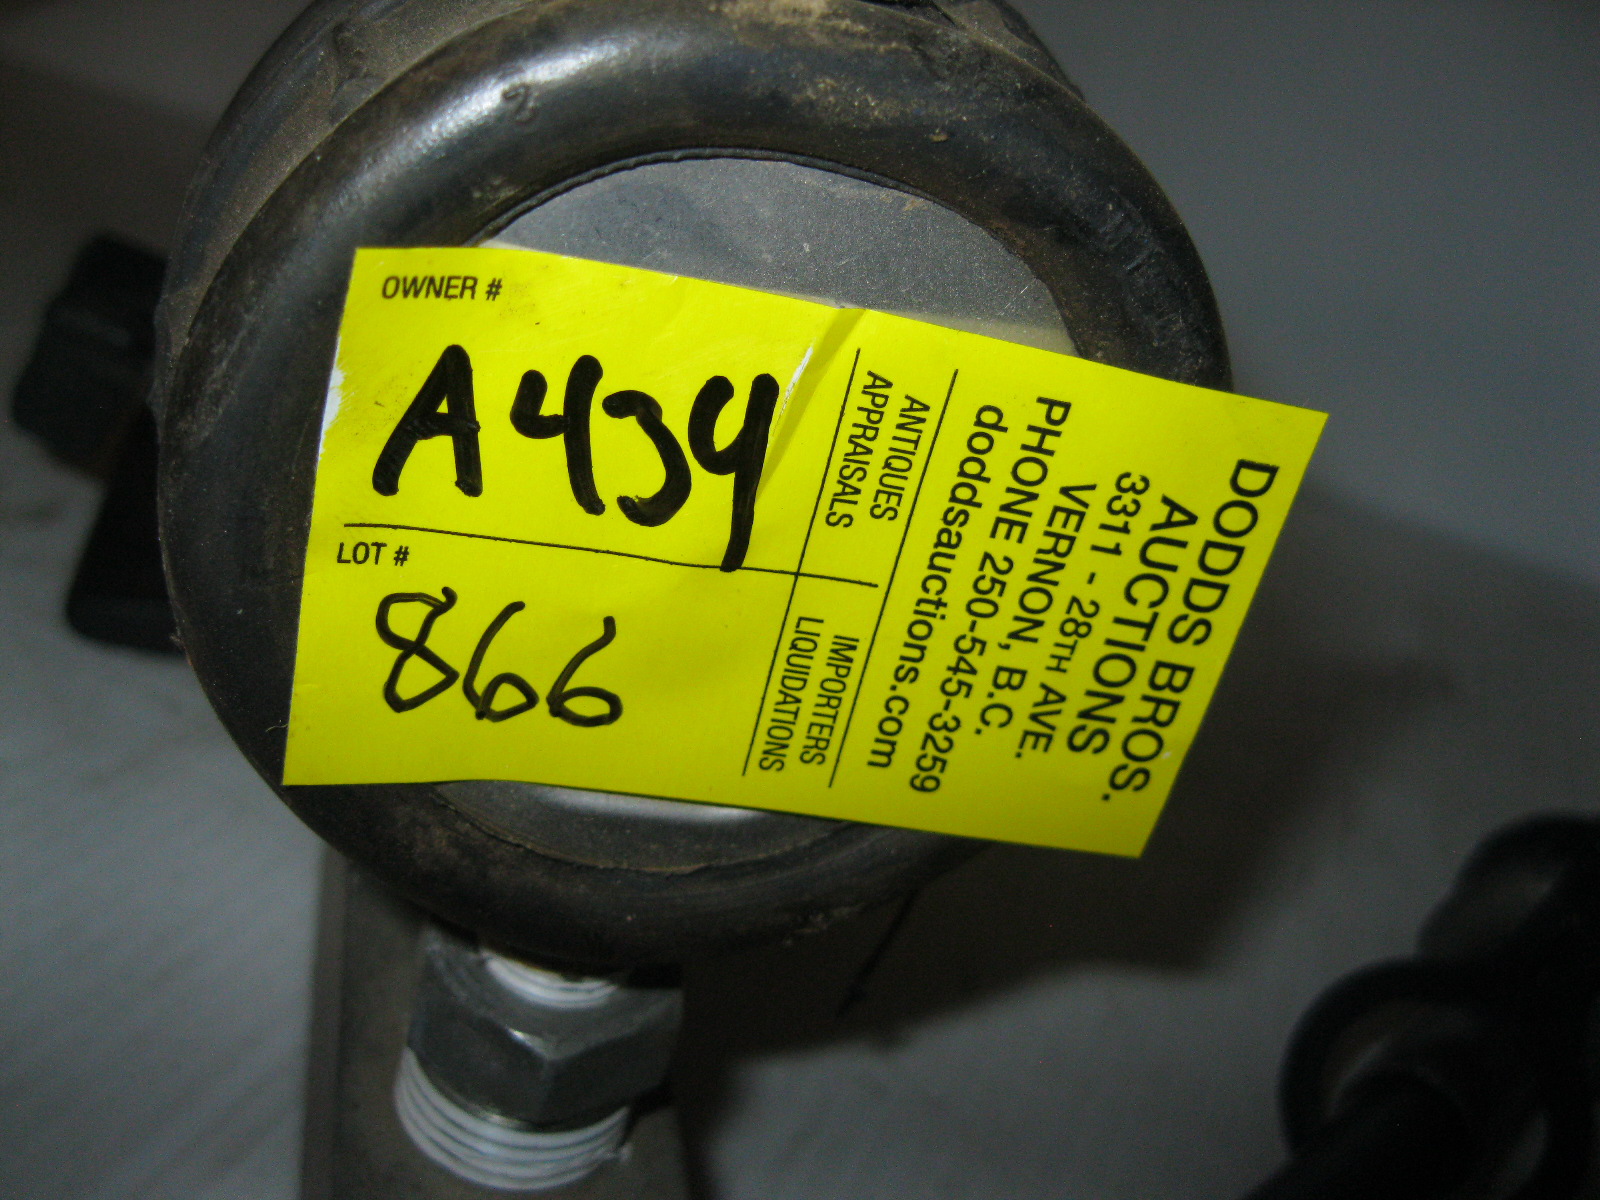 OWNER #
A434
LOT #
866
ANTIQUES
APPRAISALS
IMPORTERS
LIQUIDATIONS
DODDS BROS.
AUCTIONS
3311 - 28TH AVE.
VERNON, B.C.
PHONE 250-545-3259
doddsauctions.com
2